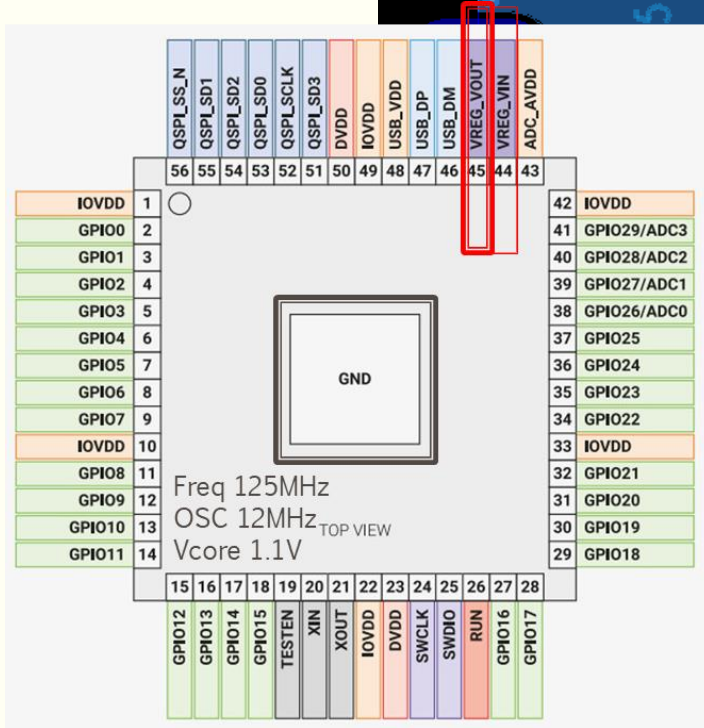 5
QSPI_SS_N
QSPI_SD1
QSPI_SD2
QSPI_SD0
QSPI_SCLK
QSPI_SD3
DVDD
IOVDD
USB_VDD
USB_DP
USB_DM
VREG_VOUT
VREG_VIN
ADC_AVDD
56 55 54 53 52 51 50 49 48 47 46 45 44 43
IOVDD 1
GPIO0 2
GPIO1 3
GPIO2 4
GPIO3 5
GPIO4 6
GPIO5 7
GPIO6 8
GPIO7 9
IOVDD 10
GPIO8 11
GPIO9 12
GPIO10 13
GPIO11 14
GND
Freq 125MHz
OSC 12MHz
TOP VIEW
Vcore 1.1V
42 IOVDD
41 GPIO29/ADC3
40 GPIO28/ADC2
39 GPIO27/ADC1
38 GPIO26/ADC0
37 GPIO25
36 GPIO24
35 GPIO23
34 GPIO22
33 IOVDD
32 GPIO21
31 GPIO20
30 GPIO19
29 GPIO18
15 16 17 18 19 20 21 22 23 24 25 26 27 28
GPIO12
GPIO13
GPIO14
GPIO15
TESTEN
XIN
XOUT
IOVDD
DVDD
SWCLK
SWDIO
RUN
GPIO16
GPIO17